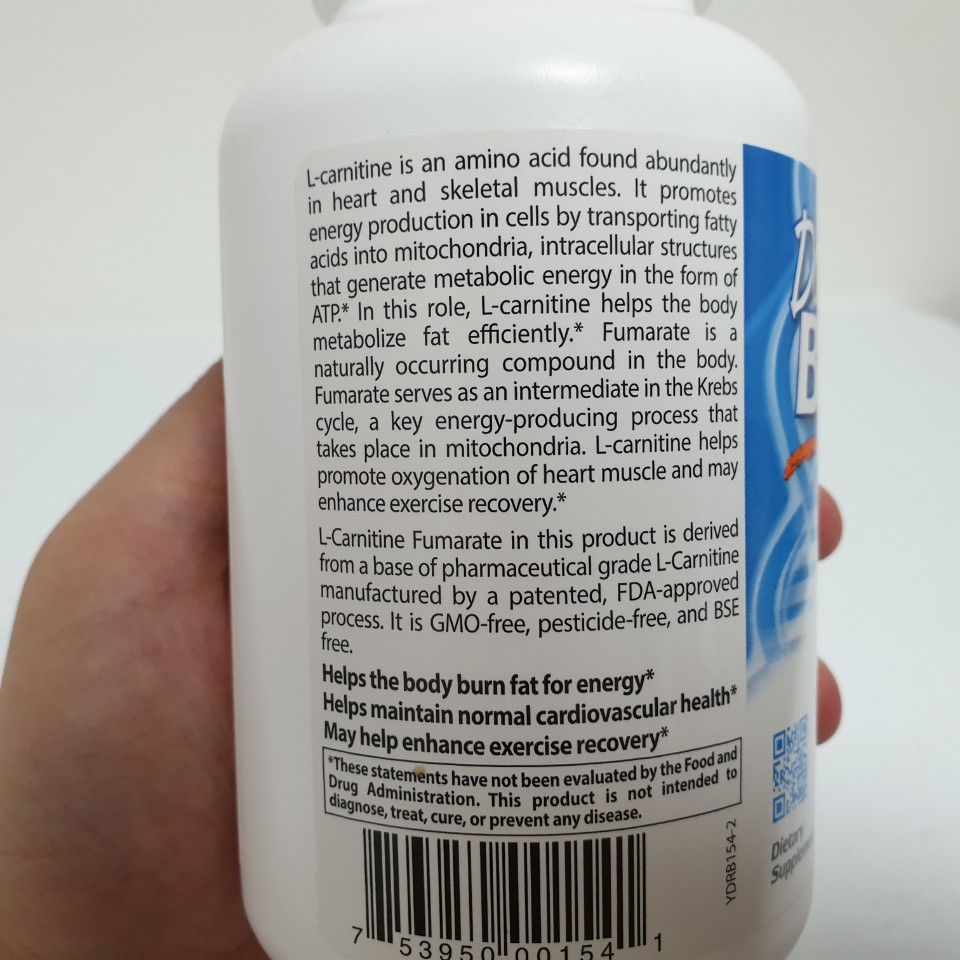 L-carnitine is an amino acid found abundantly
in heart and skeletal muscles. It promotes
energy production in cells by transporting fatty
acids into mitochondria, intracellular structures
that generate metabolic energy in the form of
ATP.* In this role, L-carnitine helps the body
metabolize fat efficiently.* Fumarate is a
naturally occurring compound in the body.
Fumarate serves as an intermediate in the Krebs
cycle, a key energy-producing process that
takes place in mitochondria. L-carnitine helps
promote oxygenation of heart muscle and may
enhance exercise recovery.*
L-Carnitine Fumarate in this product is derived
from a base of pharmaceutical grade L-Carnitine
manufactured by a patented, FDA-approved
process. It is GMO-free, pesticide-free, and BSE
free.
Helps the body burn fat for energy*
Helps maintain normal cardiovascular health*
May help enhance exercise recovery*
*These statements have not been evaluated by the Food and
Drug Administration. This product is not intended to
diagnose, treat, cure, or prevent any disease.
7 53950 00154 1
YDRB154-2
Dietary